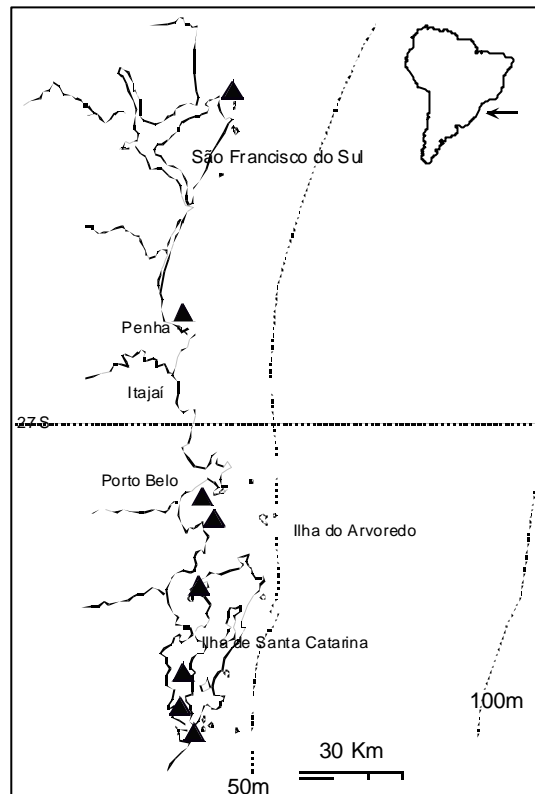 São Francisco do Sul
Penha
Itajaí
27 S
Porto Belo
Ilha do Arvoredo
Ilha de Santa Catarina
100m
30 Km
50m